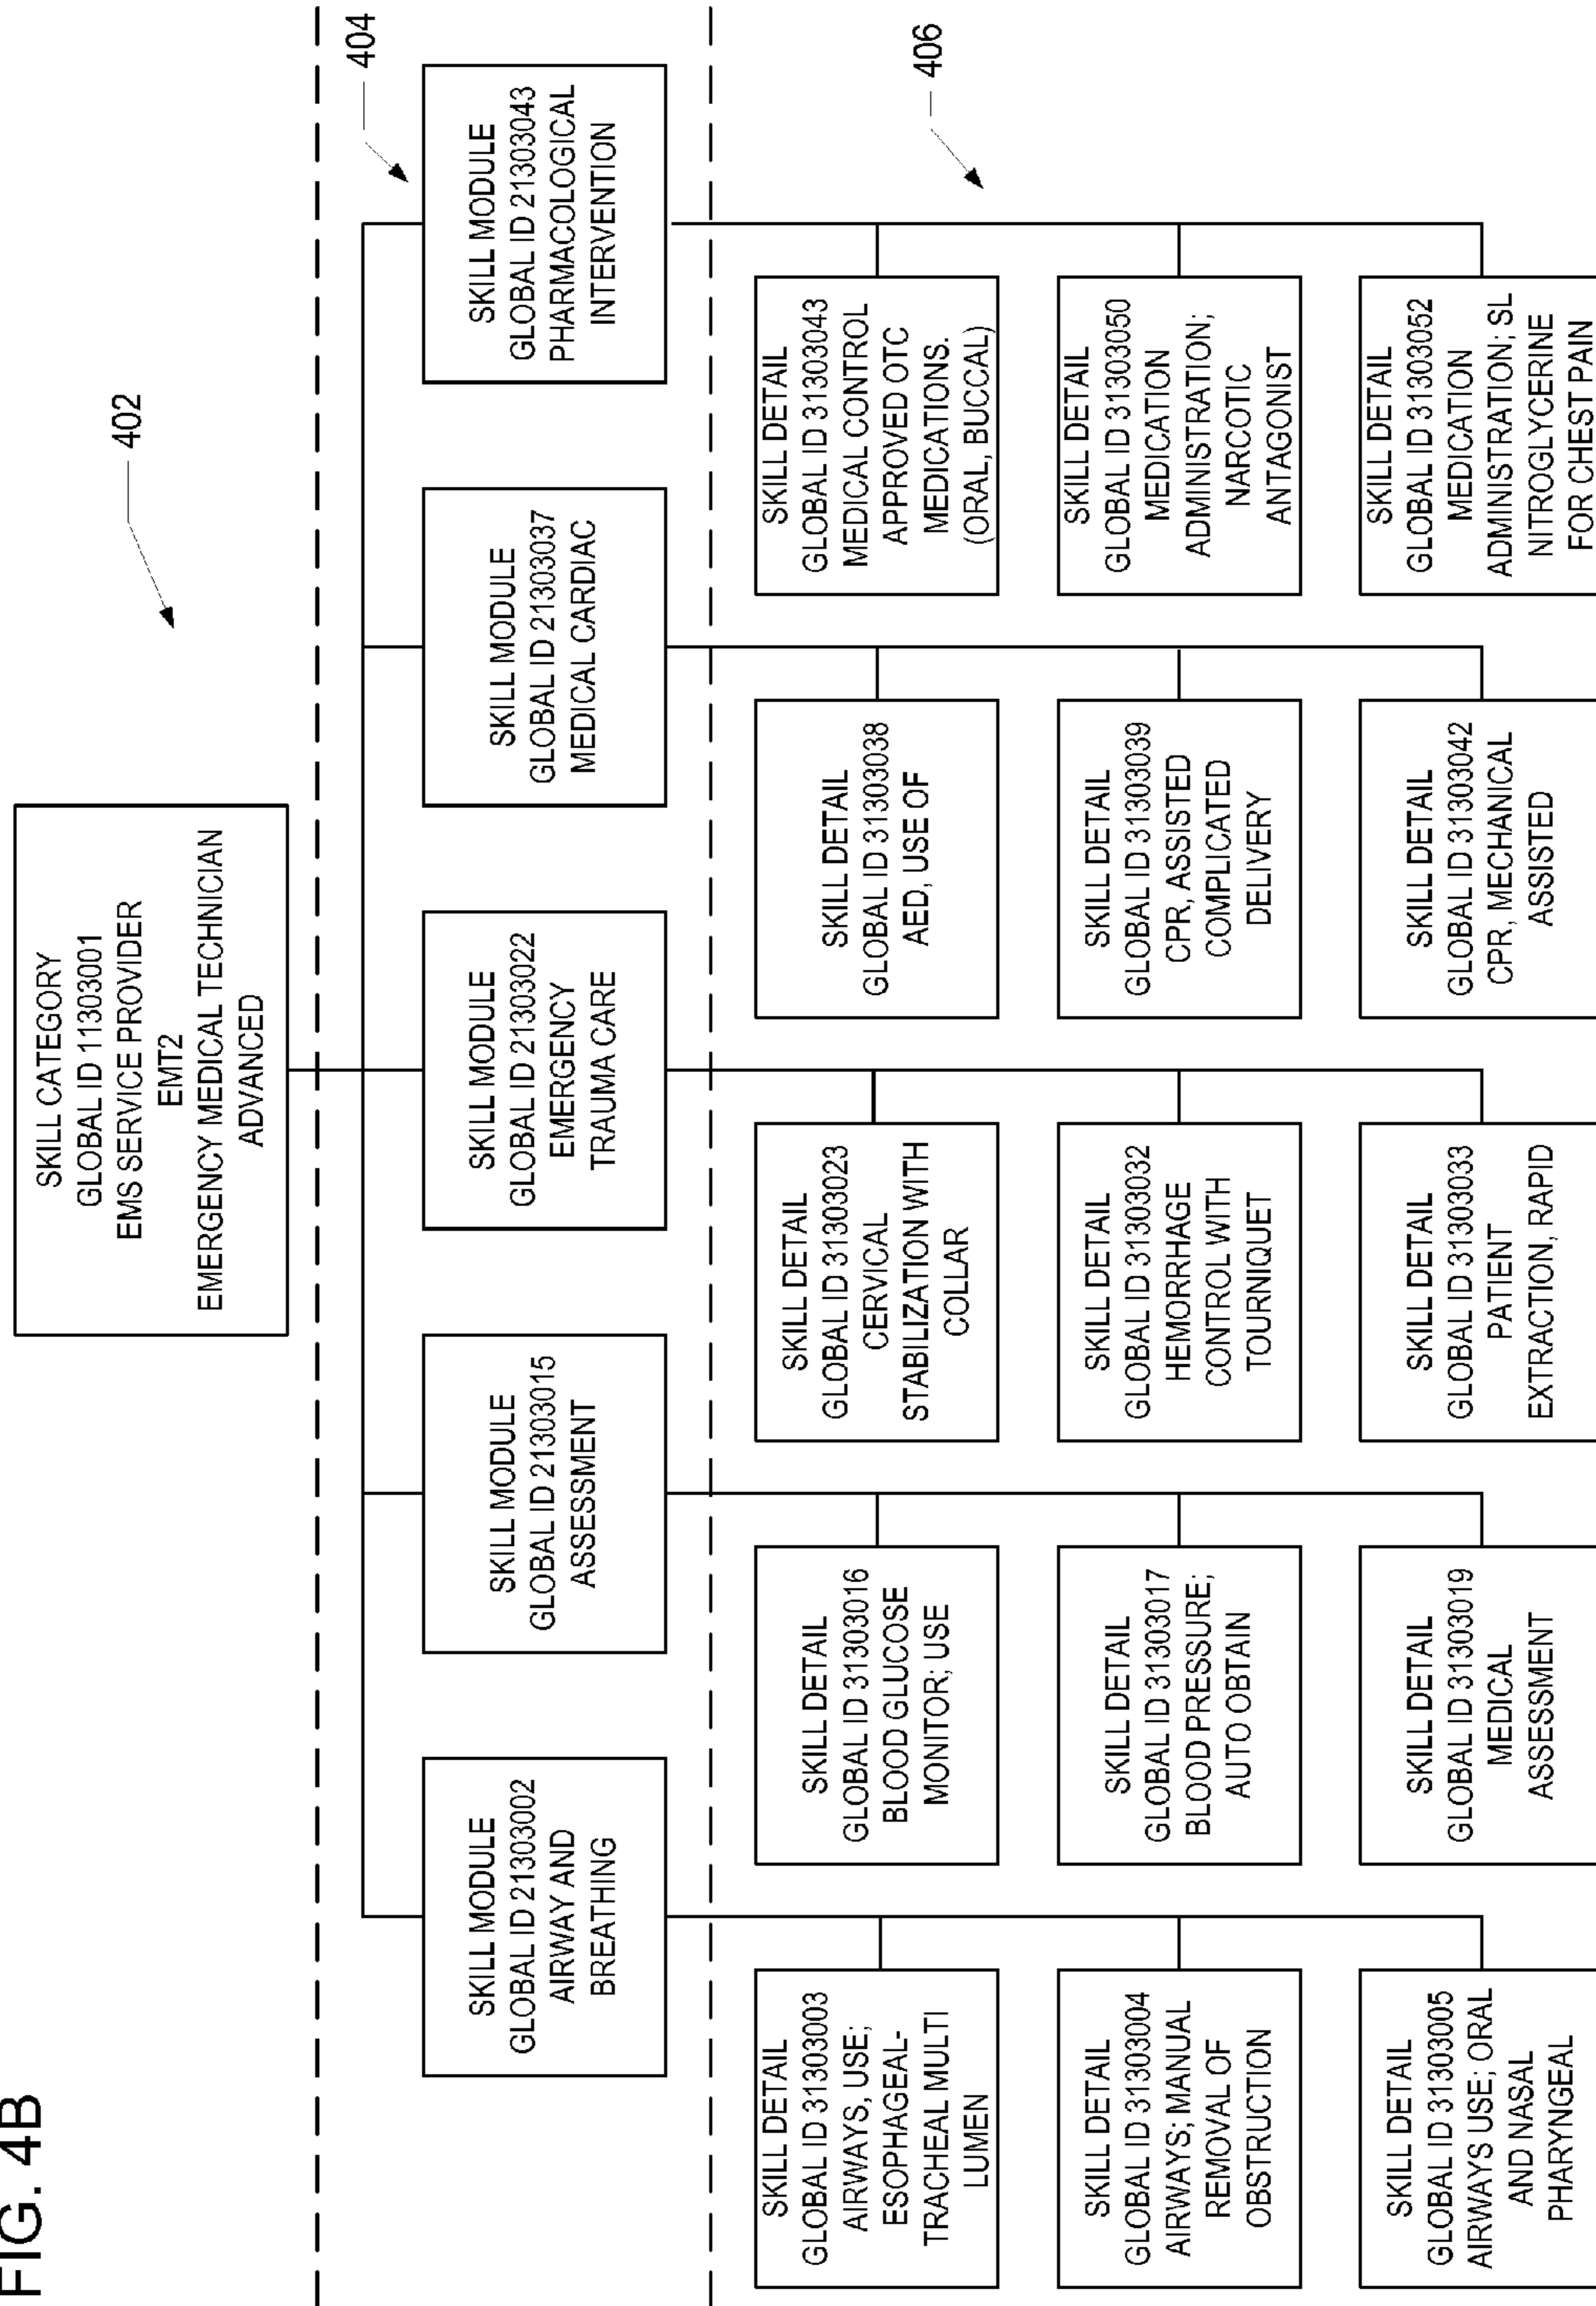 FIG. 4B
402
SKILL CATEGORY
GLOBAL ID 11303001
EMS SERVICE PROVIDER
EMT2
EMERGENCY MEDICAL TECHNICIAN
ADVANCED
404
SKILL MODULE
GLOBAL ID 21303002
AIRWAY AND
BREATHING
SKILL MODULE
GLOBAL ID 21303015
ASSESSMENT
SKILL MODULE
GLOBAL ID 21303022
EMERGENCY
TRAUMA CARE
SKILL MODULE
GLOBAL ID 21303037
MEDICAL CARDIAC
SKILL MODULE
GLOBAL ID 21303043
PHARMACOLOGICAL
INTERVENTION
406
SKILL DETAIL
GLOBAL ID 31303003
AIRWAYS, USE;
ESOPHAGEAL-
TRACHEAL MULTI
LUMEN
SKILL DETAIL
GLOBAL ID 31303016
BLOOD GLUCOSE
MONITOR; USE
SKILL DETAIL
GLOBAL ID 31303023
CERVICAL
STABILIZATION WITH
COLLAR
SKILL DETAIL
GLOBAL ID 31303038
AED, USE OF
SKILL DETAIL
GLOBAL ID 31303043
MEDICAL CONTROL
APPROVED OTC
MEDICATIONS.
(ORAL, BUCCAL)
SKILL DETAIL
GLOBAL ID 31303004
AIRWAYS; MANUAL
REMOVAL OF
OBSTRUCTION
SKILL DETAIL
GLOBAL ID 31303017
BLOOD PRESSURE;
AUTO OBTAIN
SKILL DETAIL
GLOBAL ID 31303032
HEMORRHAGE
CONTROL WITH
TOURNIQUET
SKILL DETAIL
GLOBAL ID 31303039
CPR, ASSISTED
COMPLICATED
DELIVERY
SKILL DETAIL
GLOBAL ID 31303050
MEDICATION
ADMINISTRATION;
NARCOTIC
ANTAGONIST
SKILL DETAIL
GLOBAL ID 31303005
AIRWAYS USE; ORAL
AND NASAL
PHARYNGEAL
SKILL DETAIL
GLOBAL ID 31303019
MEDICAL
ASSESSMENT
SKILL DETAIL
GLOBAL ID 31303033
PATIENT
EXTRACTION, RAPID
SKILL DETAIL
GLOBAL ID 31303042
CPR, MECHANICAL
ASSISTED
SKILL DETAIL
GLOBAL ID 31303052
MEDICATION
ADMINISTRATION; SL
NITROGLYCERINE
FOR CHEST PAIN